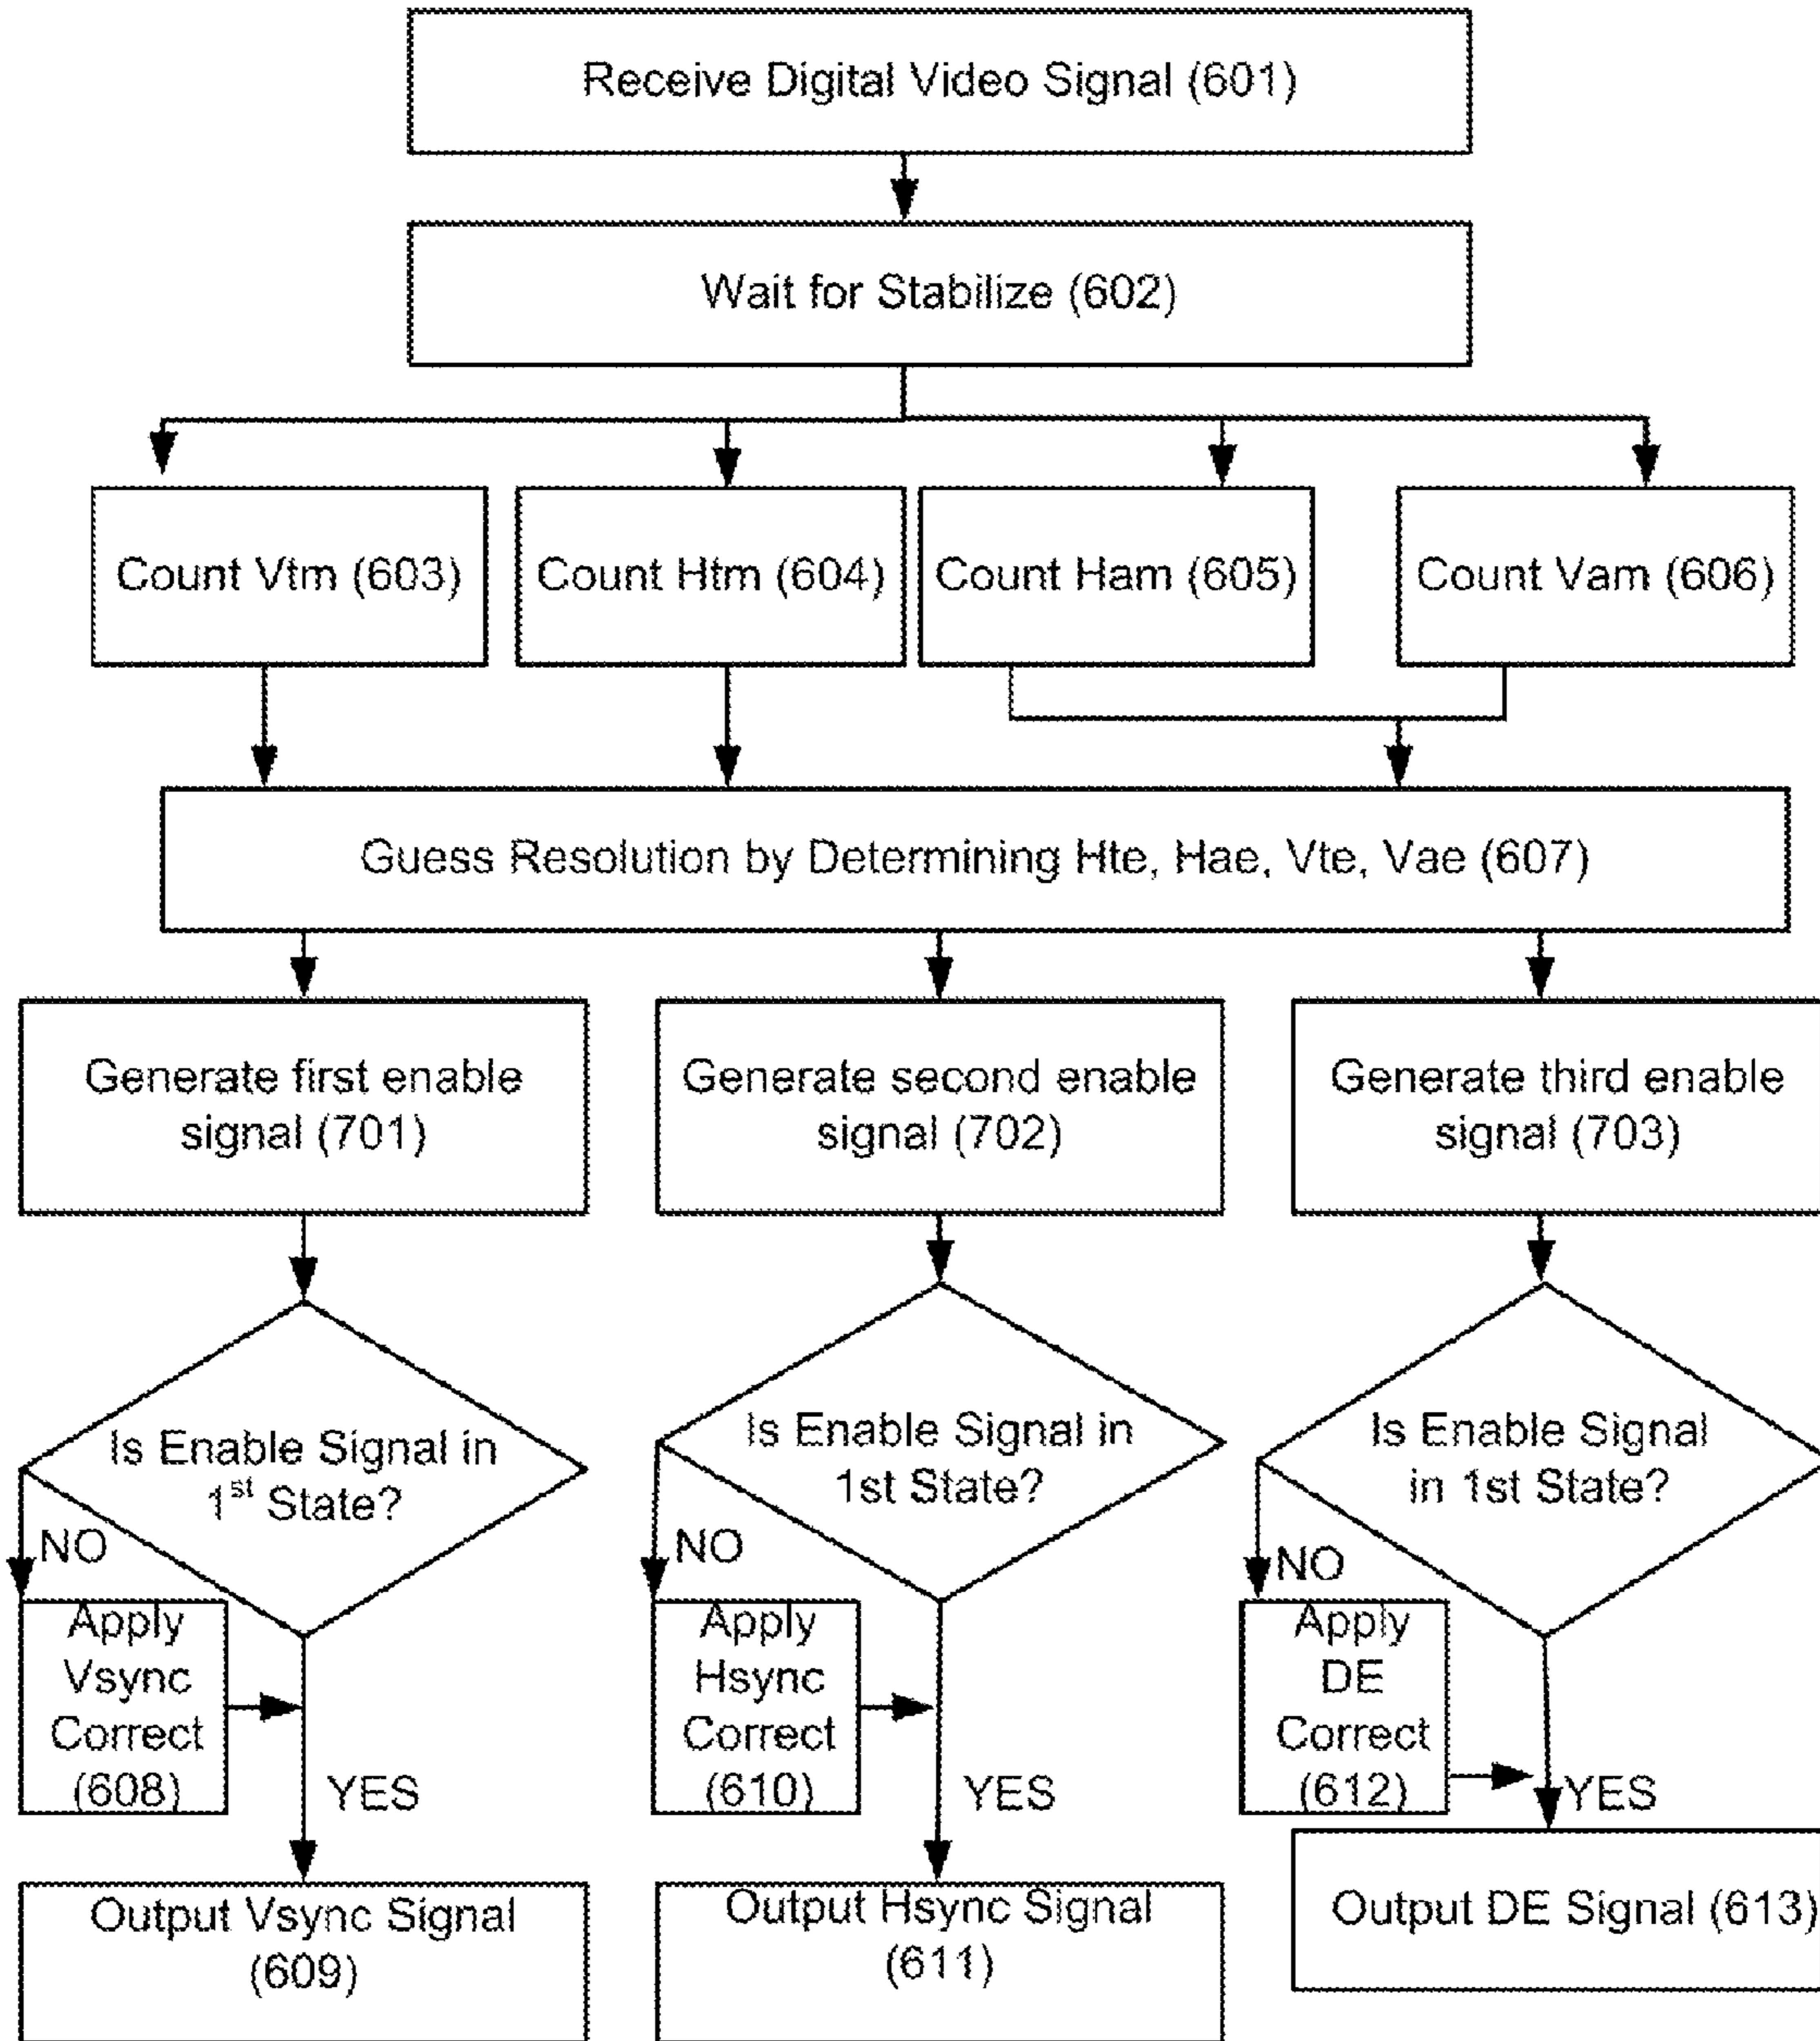 Receive Digital Video Signal (601)
Wait for Stabilize (602)
Count Vtm (603)
Count Htm (604)
Count Ham (605)
Count Vam (606)
Guess Resolution by Determining Hte, Hae, Vte, Vae (607)
Generate first enable
signal (701)
Generate second enable
signal (702)
Generate third enable
signal (703)
Is Enable Signal in
1st State?
Is Enable Signal in
1st State?
Is Enable Signal
in 1st State?
NO
NO
NO
Apply
Vsync
Correct
(608)
YES
Apply
Hsync
Correct
(610)
YES
Apply
DE
Correct
(612)
YES
Output Vsync Signal
(609)
Output Hsync Signal
(611)
Output DE Signal (613)